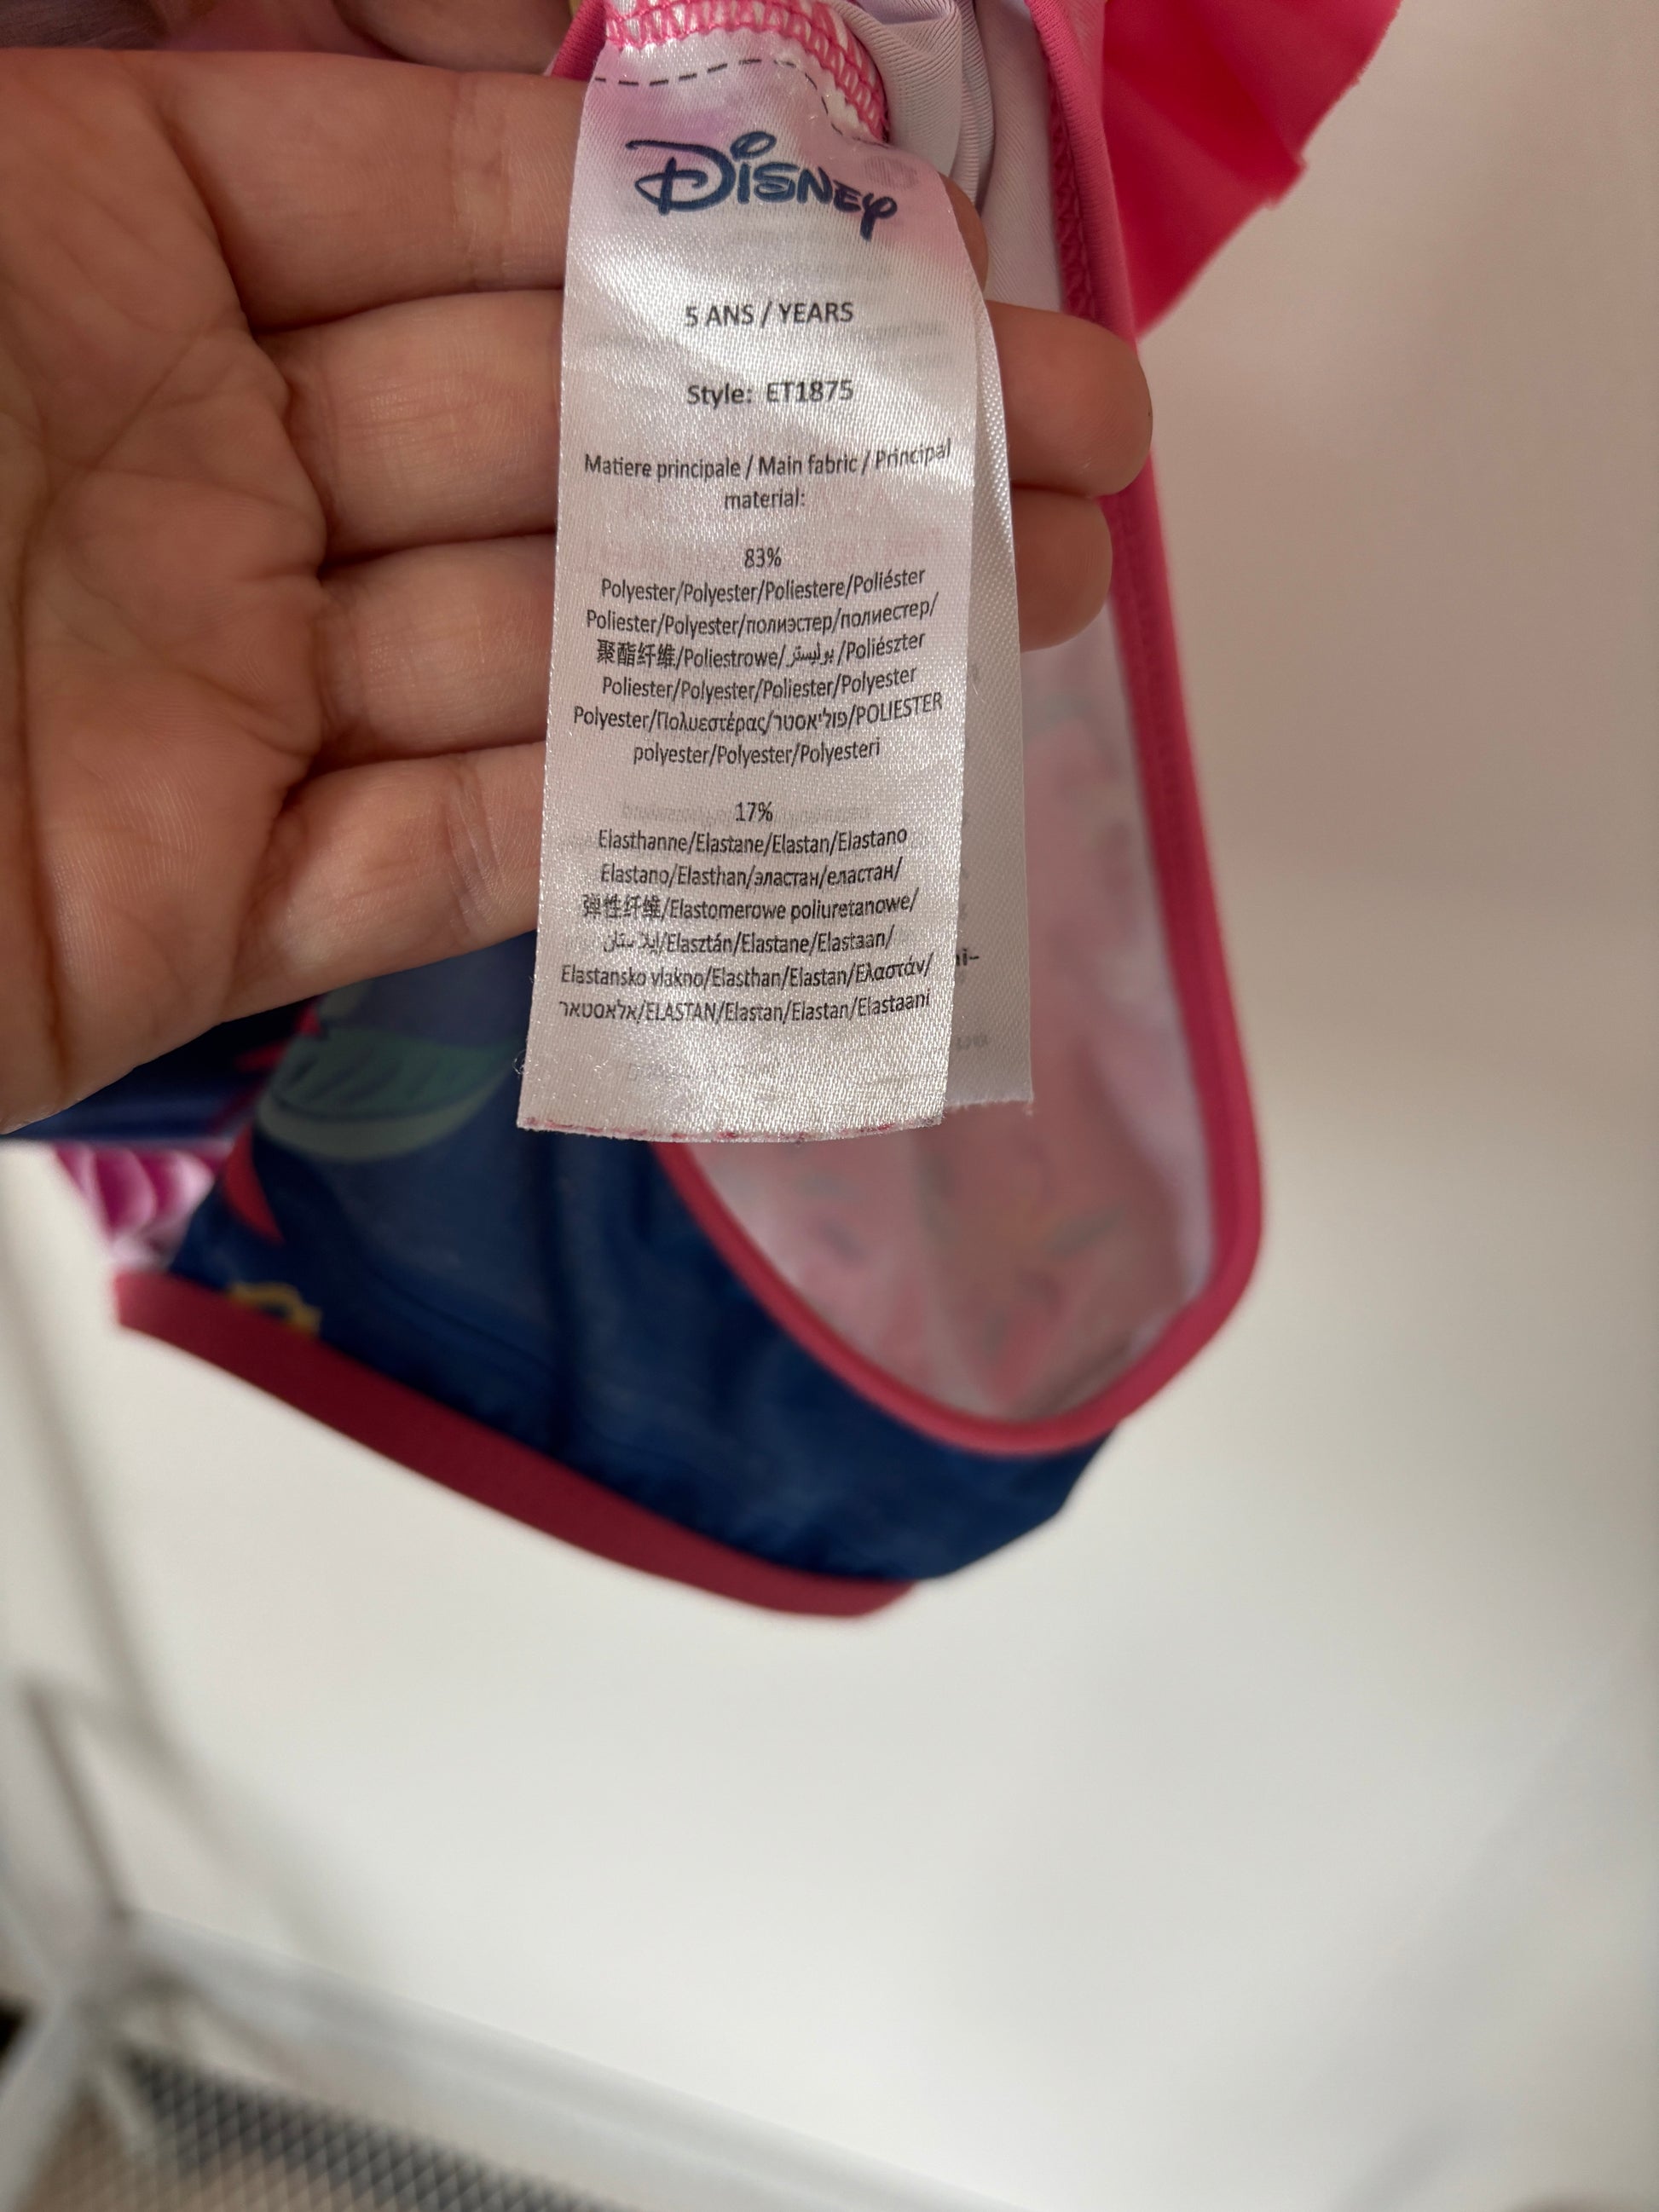 Disney
5 ANS / YEARS
Style: ET1875
Matiere principale / Main fabric / Principal
material:
83%
Polyester/Polyester/Poliestere/Poliéster
Poliester/Polyester/полиэстер/полиестер/
聚酯纤维/Poliestrowe/بوليستر/Poliészter
Poliester/Polyester/Poliester/Polyester
Polyester/Πολυεστέρας/פוליאסטר/POLIESTER
polyester/Polyester/Polyesteri
17%
Elasthanne/Elastane/Elastan/Elastano
Elastano/Elasthan/эластан/еластан/
弹性纤维/Elastomerowe poliuretanowe/
/Elasztán/Elastane/Elastaan/
Elastansko vlakno/Elasthan/Elastan/Ελαστάν/
/ELASTAN/Elastan/Elastan/Elastaani